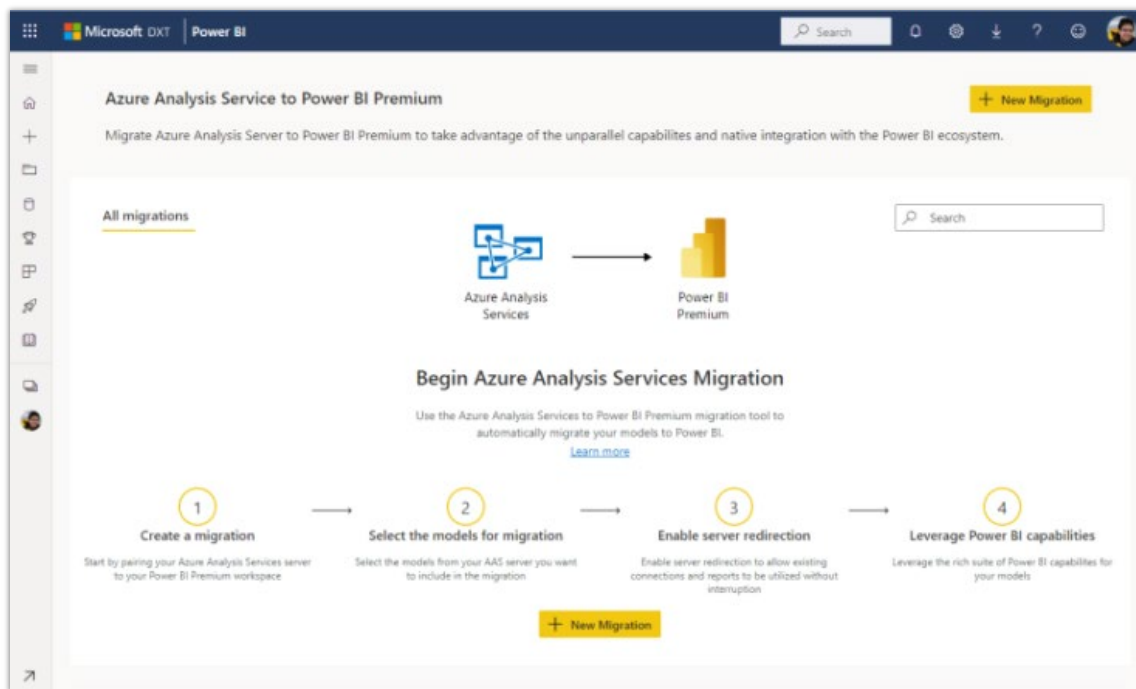 Microsoft DXT Power BI
Search
Azure Analysis Service to Power BI Premium
+ New Migration
Migrate Azure Analysis Server to Power BI Premium to take advantage of the unparallel capabilites and native integration with the Power BI ecosystem.
All migrations
Search
Azure Analysis
Services
Power BI
Premium
Begin Azure Analysis Services Migration
Use the Azure Analysis Services to Power BI Premium migration tool to
automatically migrate your models to Power BI.
Learn more
1
Create a migration
Start by pairing your Azure Analysis Services server
to your Power BI Premium workspace
2
Select the models for migration
Select the models from your AAS server you want
to include in the migration
3
Enable server redirection
Enable server redirection to allow existing
connections and reports to be utilized without
interruption
4
Leverage Power BI capabilities
Leverage the rich suite of Power BI capabilites for
your models
+ New Migration